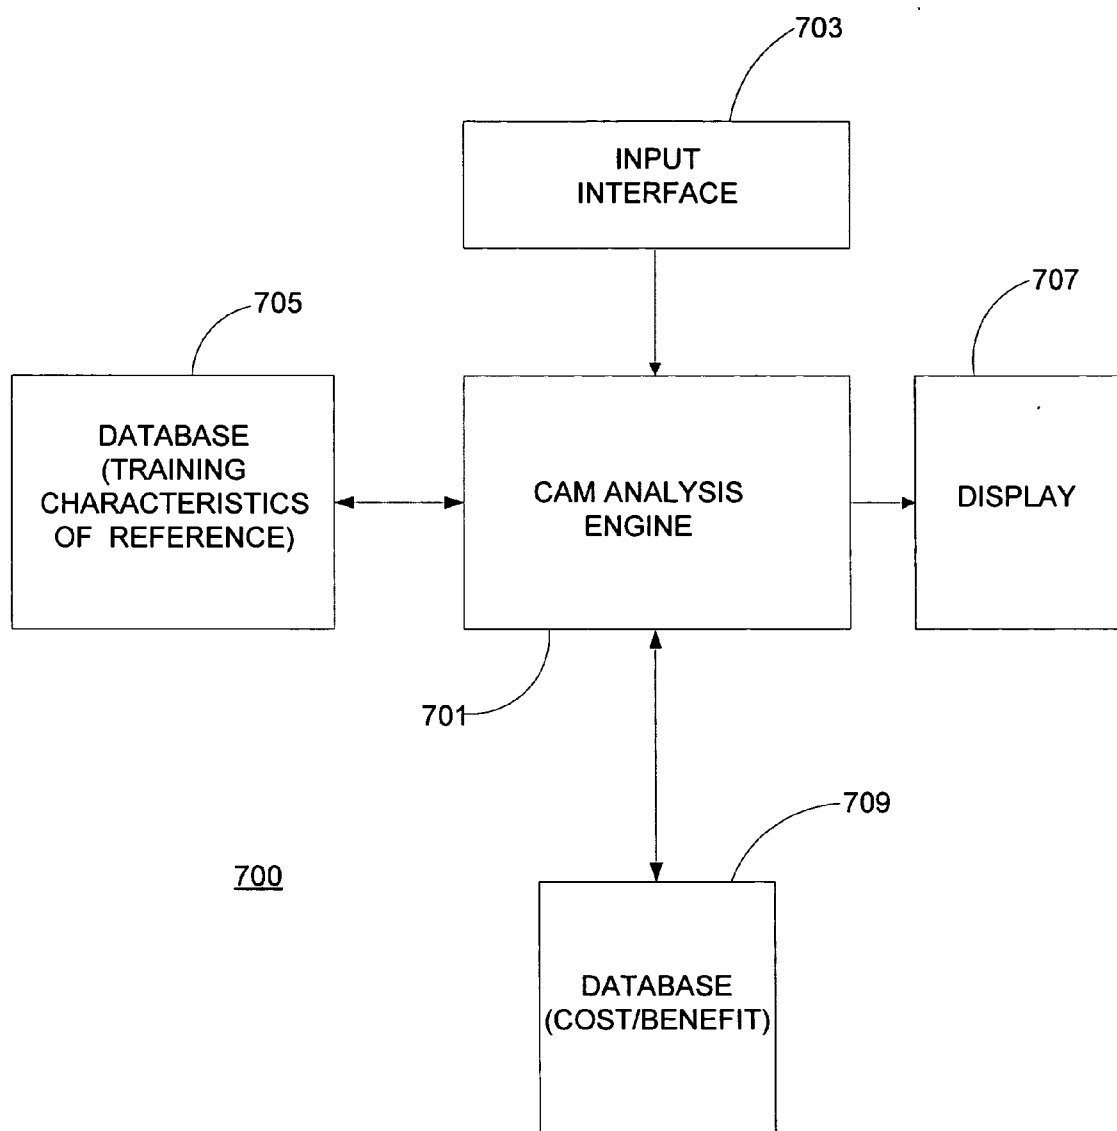 703
INPUT
INTERFACE
705
707
DATABASE
(TRAINING
CHARACTERISTICS
OF REFERENCE)
CAM ANALYSIS
ENGINE
DISPLAY
701
709
700
DATABASE
(COST/BENEFIT)